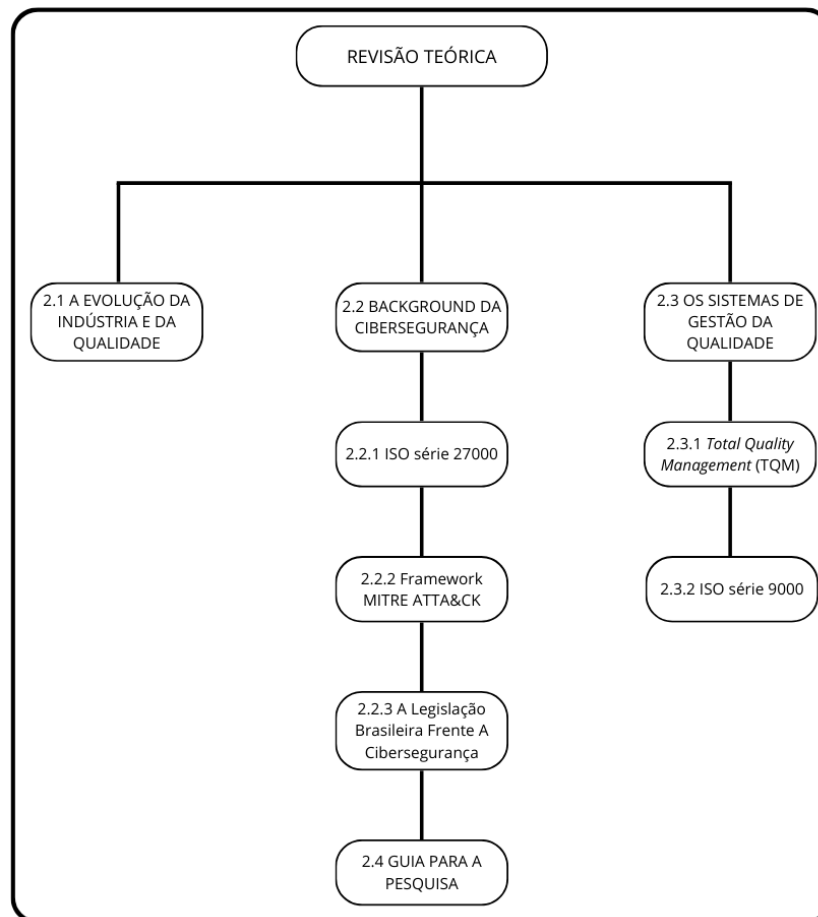 REVISÃO TEÓRICA
2.1 A EVOLUÇÃO DA
INDÚSTRIA E DA
QUALIDADE
2.2 BACKGROUND DA
CIBERSEGURANÇA
2.3 OS SISTEMAS DE
GESTÃO DA
QUALIDADE
2.2.1 ISO série 27000
2.3.1 Total Quality
Management (TQM)
2.2.2 Framework
MITRE ATTA&CK
2.3.2 ISO série 9000
2.2.3 A Legislação
Brasileira Frente A
Cibersegurança
2.4 GUIA PARA A
PESQUISA